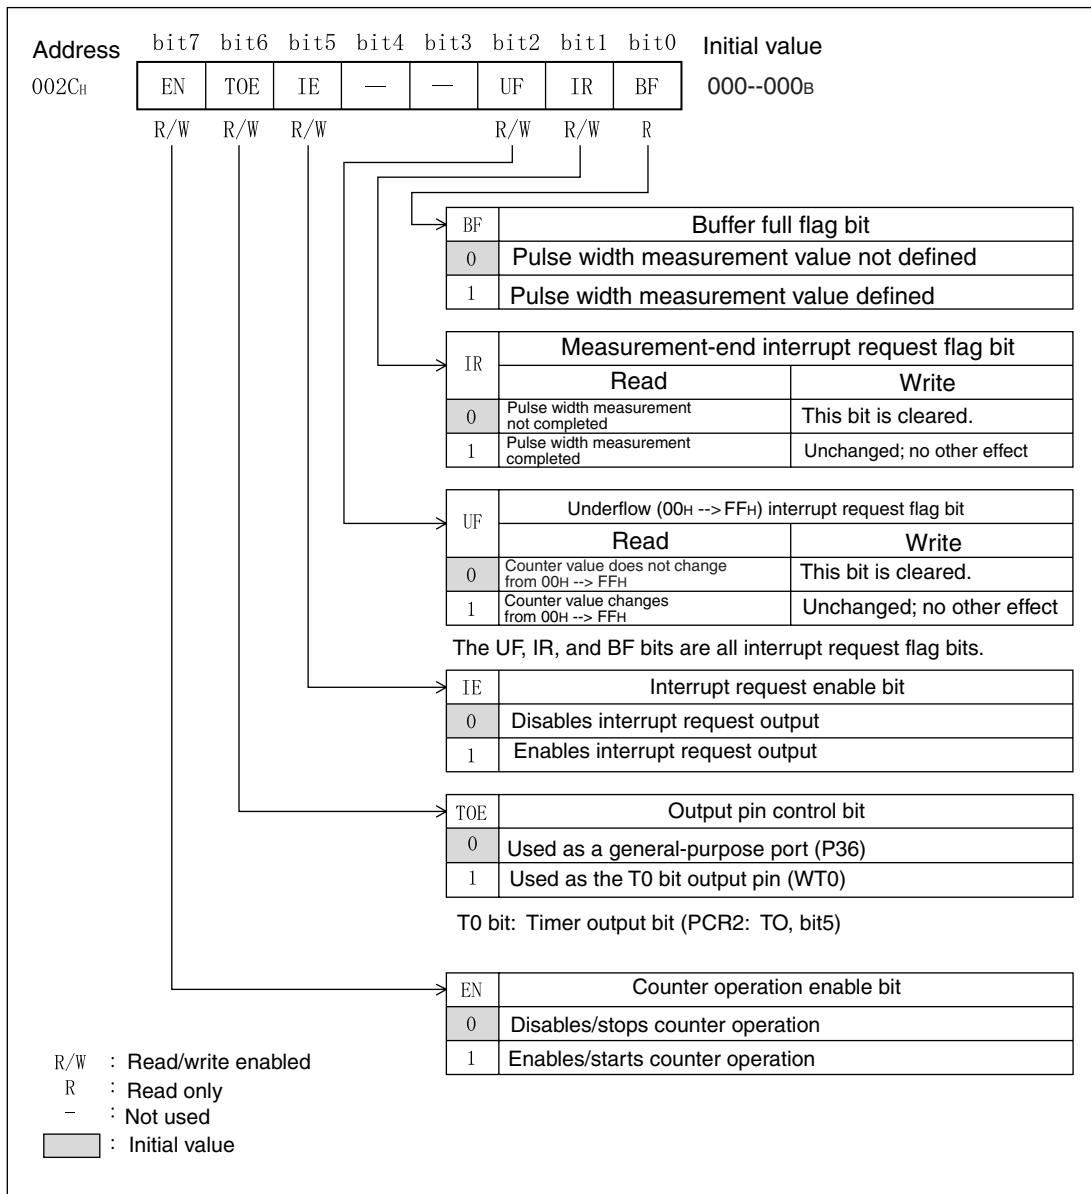 Address bit7 bit6 bit5 bit4 bit3 bit2 bit1 bit0 Initial value
002CH EN TOE IE — — UF IR BF 000--000B
R/W R/W R/W R/W R/W R
BF Buffer full flag bit
0 Pulse width measurement value not defined
1 Pulse width measurement value defined
IR Measurement-end interrupt request flag bit
Read Write
0 Pulse width measurement not completed This bit is cleared.
1 Pulse width measurement completed Unchanged; no other effect
UF Underflow (00H --> FFH) interrupt request flag bit
Read Write
0 Counter value does not change from 00H --> FFH This bit is cleared.
1 Counter value changes from 00H --> FFH Unchanged; no other effect
The UF, IR, and BF bits are all interrupt request flag bits.
IE Interrupt request enable bit
0 Disables interrupt request output
1 Enables interrupt request output
TOE Output pin control bit
0 Used as a general-purpose port (P36)
1 Used as the T0 bit output pin (WT0)
T0 bit: Timer output bit (PCR2: TO, bit5)
EN Counter operation enable bit
0 Disables/stops counter operation
1 Enables/starts counter operation
R/W : Read/write enabled
R : Read only
− : Not used
: Initial value